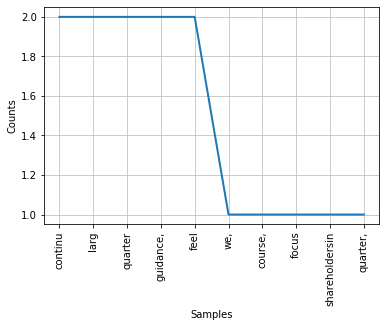 2.0
1.8
1.6
1.4
1.2
1.0
Counts
continu
larg
quarter
guidance,
feel
we,
course,
focus
shareholdersin
quarter,
Samples